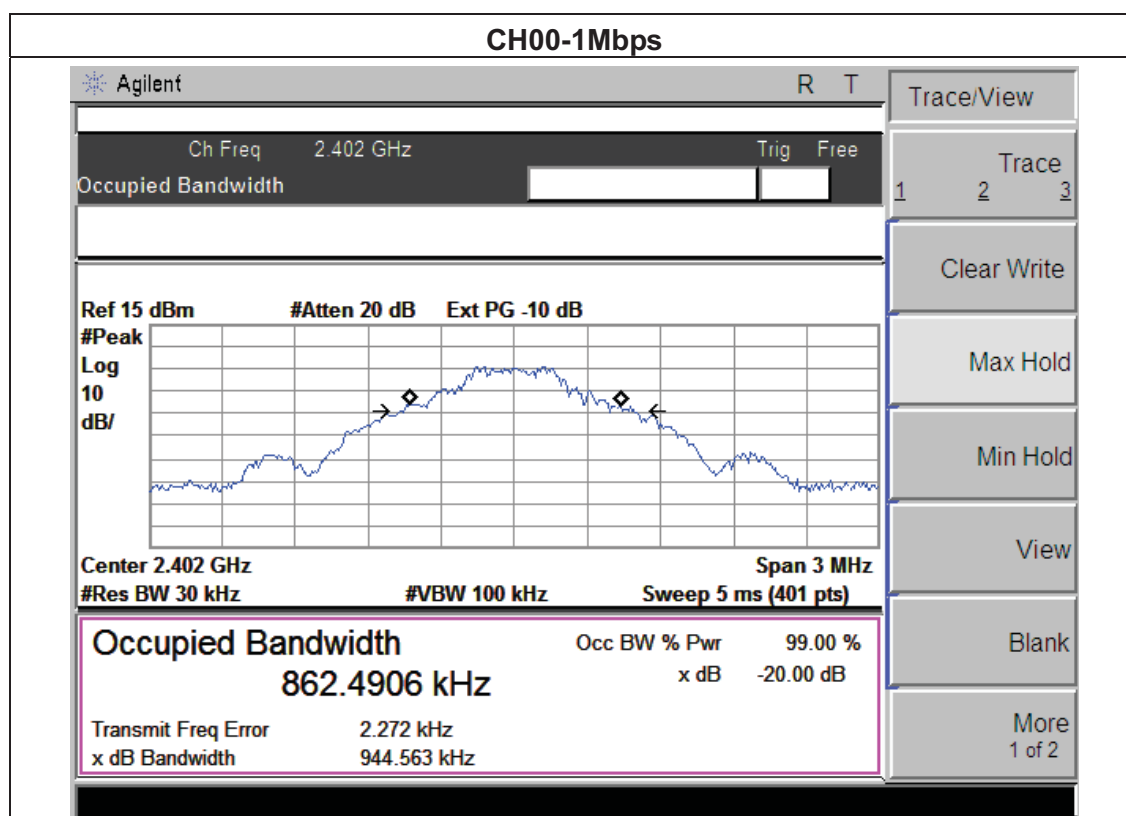 CH00-1Mbps
Agilent R T
Ch Freq 2.402 GHz Trig Free
Occupied Bandwidth
Ref 15 dBm #Atten 20 dB Ext PG -10 dB
#Peak
Log
10
dB/
Center 2.402 GHz Span 3 MHz
#Res BW 30 kHz #VBW 100 kHz Sweep 5 ms (401 pts)
Occupied Bandwidth Occ BW % Pwr 99.00 %
862.4906 kHz x dB -20.00 dB
Transmit Freq Error 2.272 kHz
x dB Bandwidth 944.563 kHz
Trace/View
Trace
1 2 3
Clear Write
Max Hold
Min Hold
View
Blank
More
1 of 2